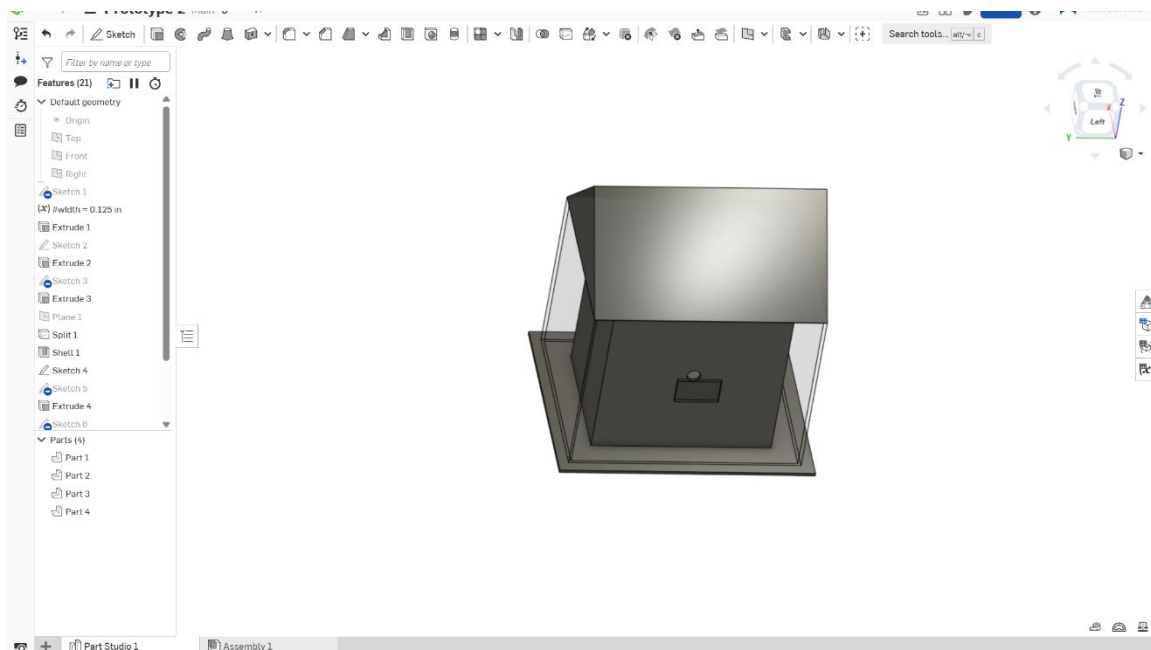 Prototype 2 Main
Sketch
Search tools... alt/⌥ c
Filter by name or type
Features (21)
Default geometry
Origin
Top
Front
Right
Sketch 1
(x) #width = 0.125 in
Extrude 1
Sketch 2
Extrude 2
Sketch 3
Extrude 3
Plane 1
Split 1
Shell 1
Sketch 4
Sketch 5
Extrude 4
Sketch 6
Parts (4)
Part 1
Part 2
Part 3
Part 4
Z
Left
Y
Part Studio 1
Assembly 1